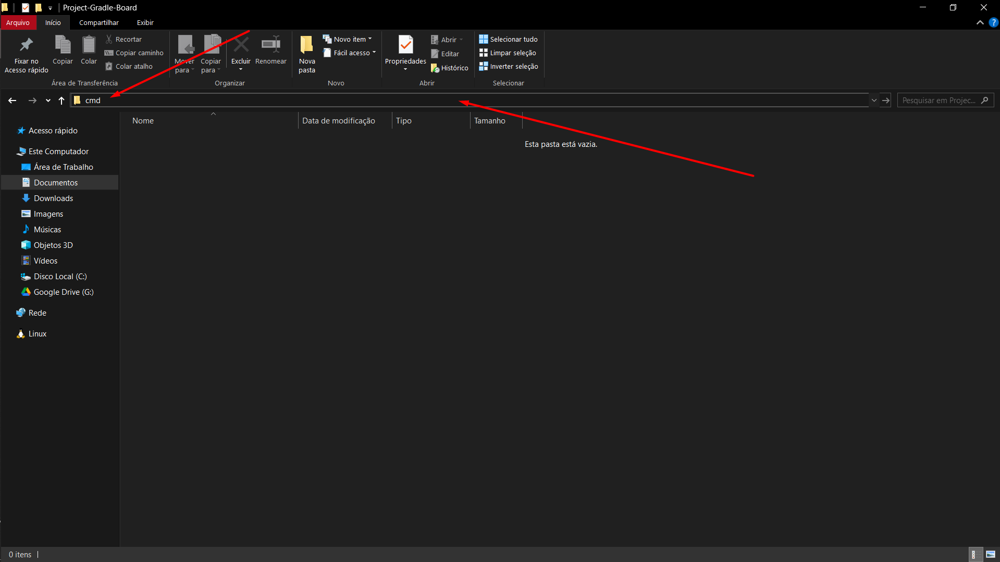 Project-Gradle-Board
Arquivo Início Compartilhar Exibir
Fixar no
Acesso rápido
Copiar
Colar
Recortar
Copiar caminho
Colar atalho
Área de Transferência
Mover
para
Copiar
para
Excluir
Renomear
Organizar
Nova
pasta
Novo item
Fácil acesso
Novo
Propriedades
Abrir
Editar
Histórico
Abrir
Selecionar tudo
Limpar seleção
Inverter seleção
Selecionar
cmd
Pesquisar em Projec...
Nome Data de modificação Tipo Tamanho
Esta pasta está vazia.
Acesso rápido
Este Computador
Área de Trabalho
Documentos
Downloads
Imagens
Músicas
Objetos 3D
Vídeos
Disco Local (C:)
Google Drive (G:)
Rede
Linux
0 itens